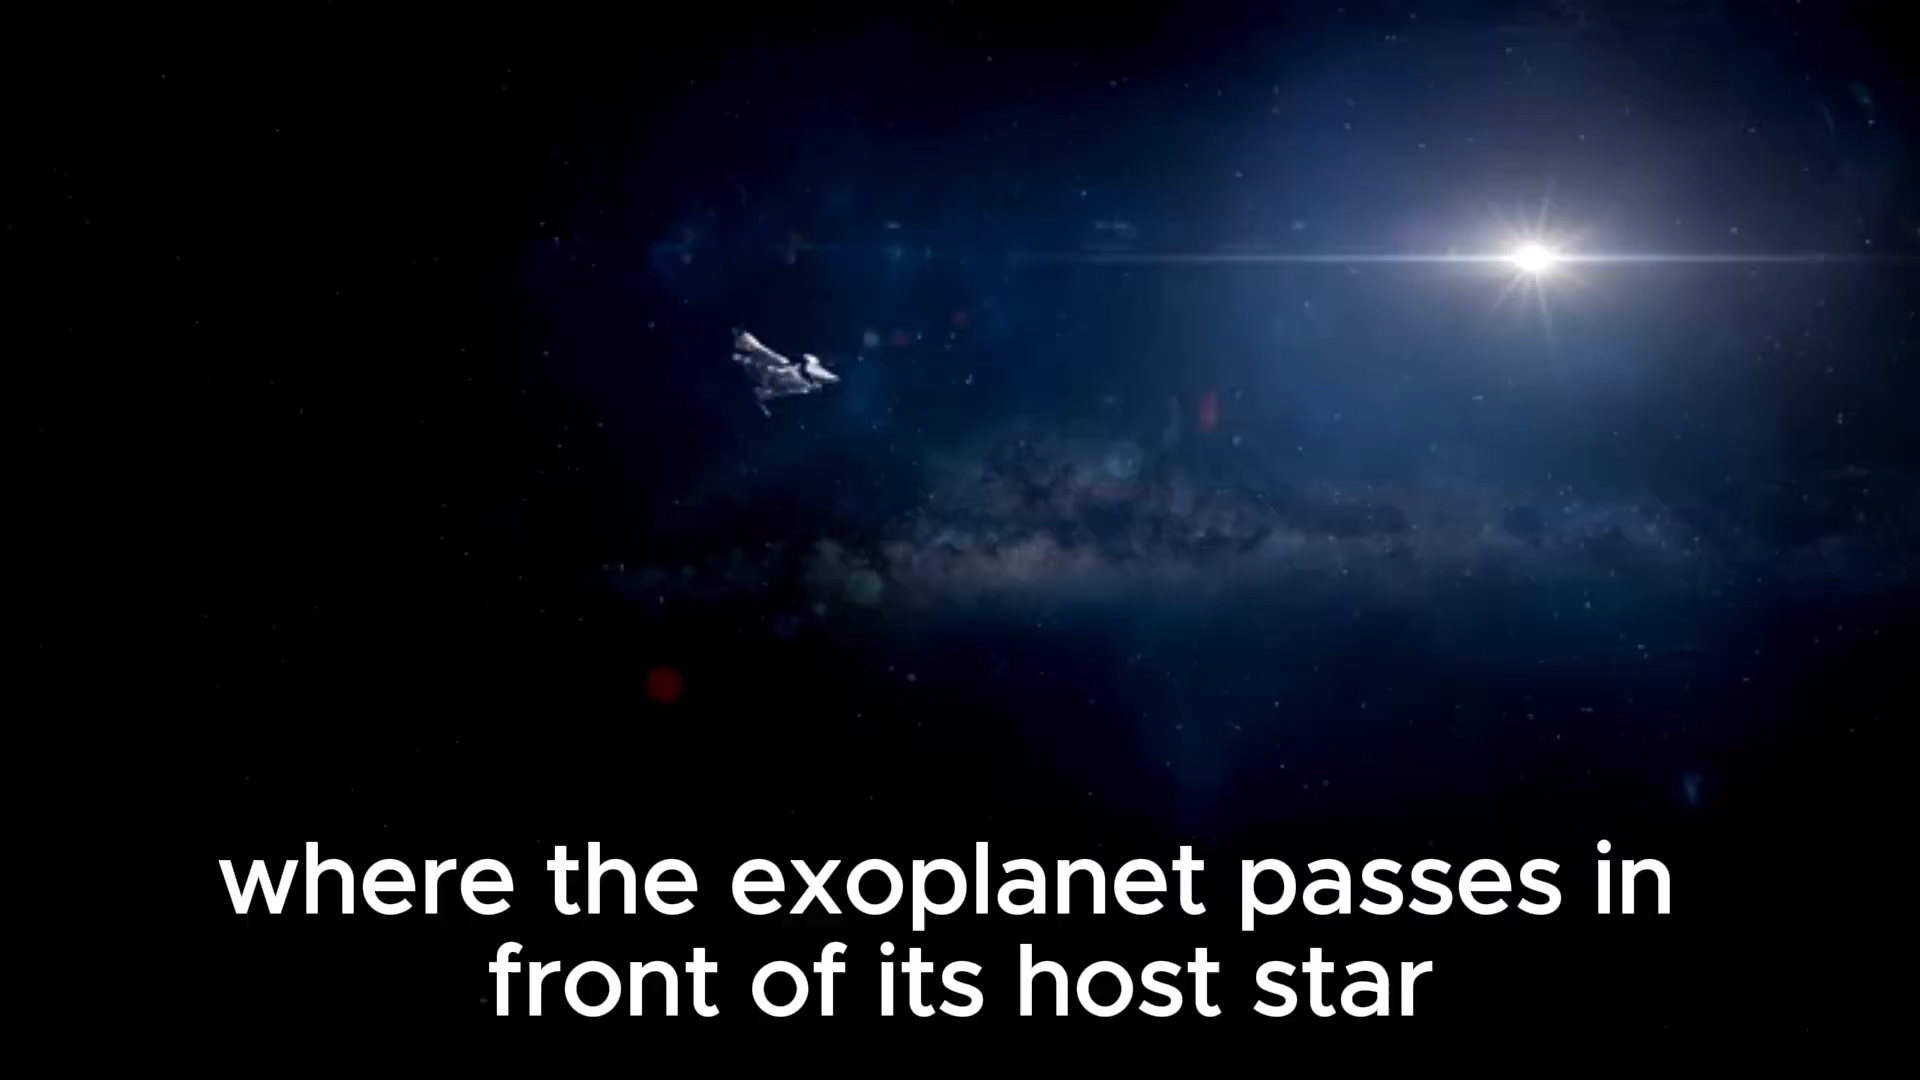 where the exoplanet passes in
front of its host star